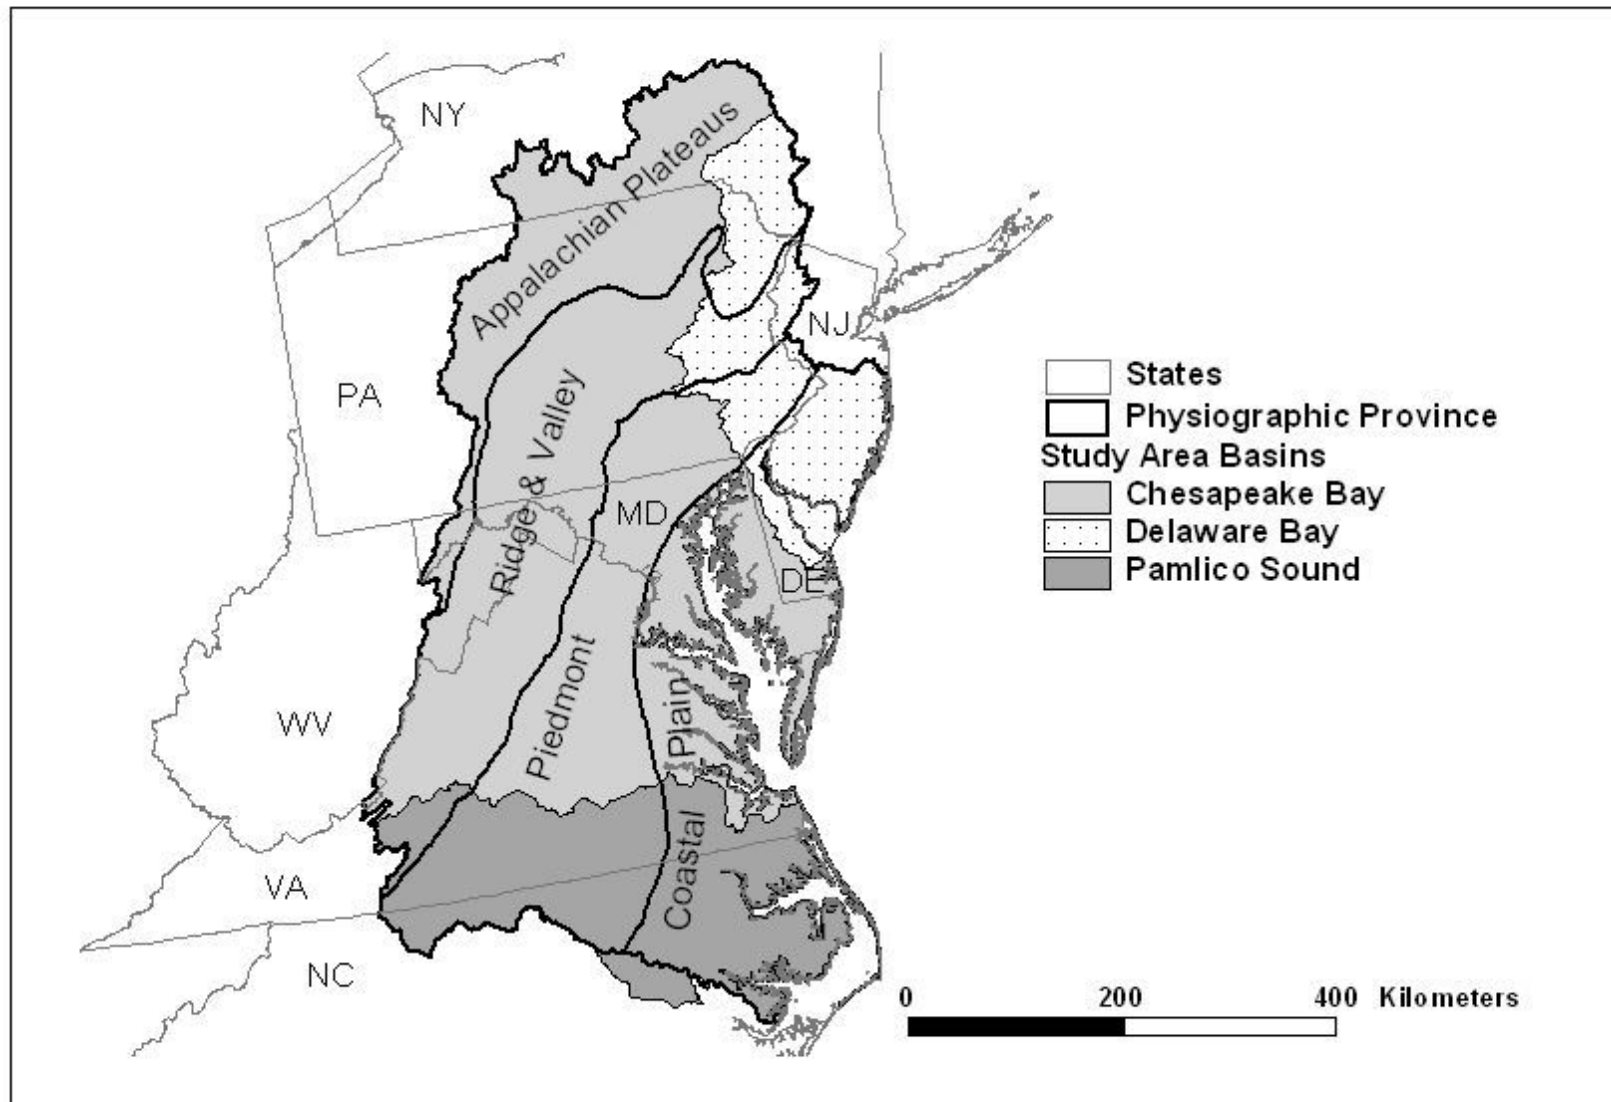 NY
Appalachian Plateaus
NJ
PA
Ridge & Valley
MD
DE
Piedmont
Plain
WV
Coastal
VA
NC
States
Physiographic Province
Study Area Basins
Chesapeake Bay
Delaware Bay
Pamlico Sound
0 200 400 Kilometers